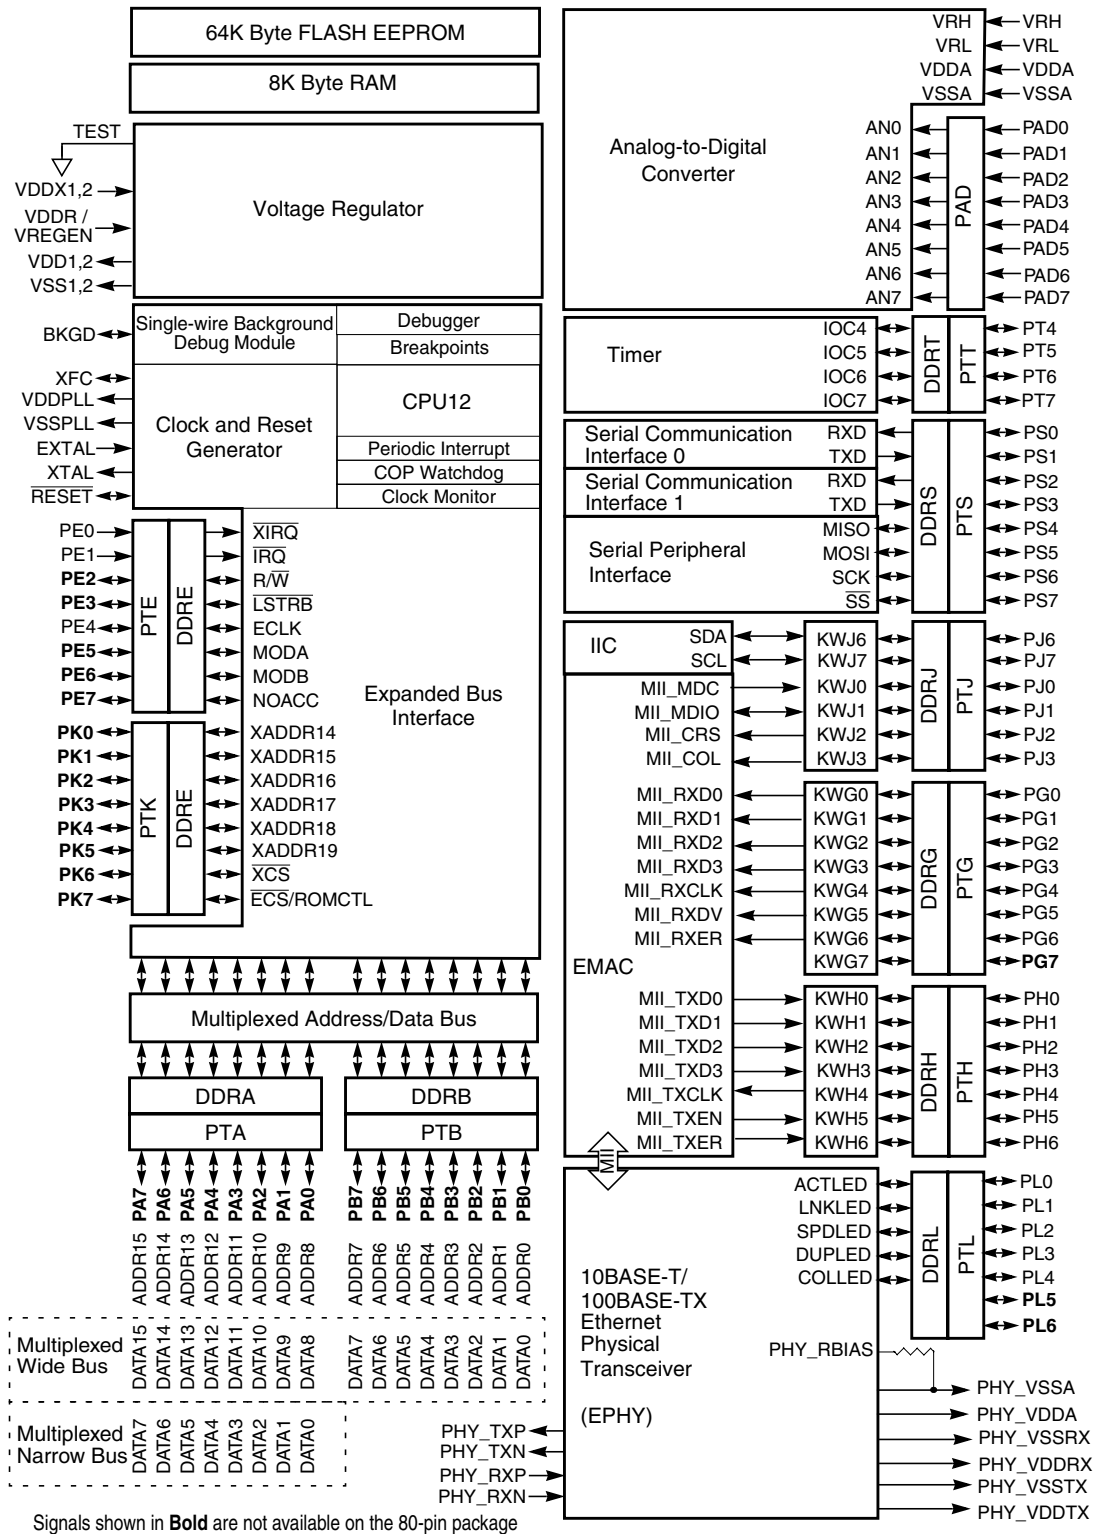 64K Byte FLASH EEPROM
8K Byte RAM
TEST
VDDX1,2
VDDR /
VREGEN
VDD1,2
VSS1,2
Voltage Regulator
BKGD
Single-wire Background
Debug Module
Debugger
Breakpoints
XFC
VDDPLL
VSSPLL
EXTAL
XTAL
RESET
Clock and Reset
Generator
CPU12
Periodic Interrupt
COP Watchdog
Clock Monitor
PE0
PE1
PE2
PE3
PE4
PE5
PE6
PE7
PTE
DDRE
XIRQ
IRQ
R/W
LSTRB
ECLK
MODA
MODB
NOACC
Expanded Bus
Interface
PK0
PK1
PK2
PK3
PK4
PK5
PK6
PK7
PTK
DDRE
XADDR14
XADDR15
XADDR16
XADDR17
XADDR18
XADDR19
XCS
ECS/ROMCTL
Multiplexed Address/Data Bus
DDRA
DDRB
PTA
PTB
PA7 PA6 PA5 PA4 PA3 PA2 PA1 PA0 PB7 PB6 PB5 PB4 PB3 PB2 PB1 PB0
ADDR15 ADDR14 ADDR13 ADDR12 ADDR11 ADDR10 ADDR9 ADDR8 ADDR7 ADDR6 ADDR5 ADDR4 ADDR3 ADDR2 ADDR1 ADDR0
Multiplexed
Wide Bus
DATA15 DATA14 DATA13 DATA12 DATA11 DATA10 DATA9 DATA8 DATA7 DATA6 DATA5 DATA4 DATA3 DATA2 DATA1 DATA0
Multiplexed
Narrow Bus
DATA7 DATA6 DATA5 DATA4 DATA3 DATA2 DATA1 DATA0
Signals shown in Bold are not available on the 80-pin package
Analog-to-Digital
Converter
VRH VRH
VRL VRL
VDDA VDDA
VSSA VSSA
AN0 PAD0
AN1 PAD1
AN2 PAD2
AN3 PAD3
AN4 PAD4
AN5 PAD5
AN6 PAD6
AN7 PAD7
PAD
Timer
IOC4 PT4
IOC5 PT5
IOC6 PT6
IOC7 PT7
DDRT
PTT
Serial Communication
Interface 0
RXD PS0
TXD PS1
Serial Communication
Interface 1
RXD PS2
TXD PS3
Serial Peripheral
Interface
MISO PS4
MOSI PS5
SCK PS6
SS PS7
DDRS
PTS
IIC
SDA KWJ6 PJ6
SCL KWJ7 PJ7
MII_MDC KWJ0 PJ0
MII_MDIO KWJ1 PJ1
MII_CRS KWJ2 PJ2
MII_COL KWJ3 PJ3
DDRJ
PTJ
MII_RXD0 KWG0 PG0
MII_RXD1 KWG1 PG1
MII_RXD2 KWG2 PG2
MII_RXD3 KWG3 PG3
MII_RXCLK KWG4 PG4
MII_RXDV KWG5 PG5
MII_RXER KWG6 PG6
KWG7 PG7
DDRG
PTG
EMAC
MII_TXD0 KWH0 PH0
MII_TXD1 KWH1 PH1
MII_TXD2 KWH2 PH2
MII_TXD3 KWH3 PH3
MII_TXCLK KWH4 PH4
MII_TXEN KWH5 PH5
MII_TXER KWH6 PH6
DDRH
PTH
MII
ACTLED PL0
LNKLED PL1
SPDLED PL2
DUPLED PL3
COLLED PL4
PL5
PL6
DDRL
PTL
10BASE-T/
100BASE-TX
Ethernet
Physical
Transceiver
(EPHY)
PHY_RBIAS
PHY_VSSA
PHY_VDDA
PHY_VSSRX
PHY_VDDRX
PHY_VSSTX
PHY_VDDTX
PHY_TXP
PHY_TXN
PHY_RXP
PHY_RXN